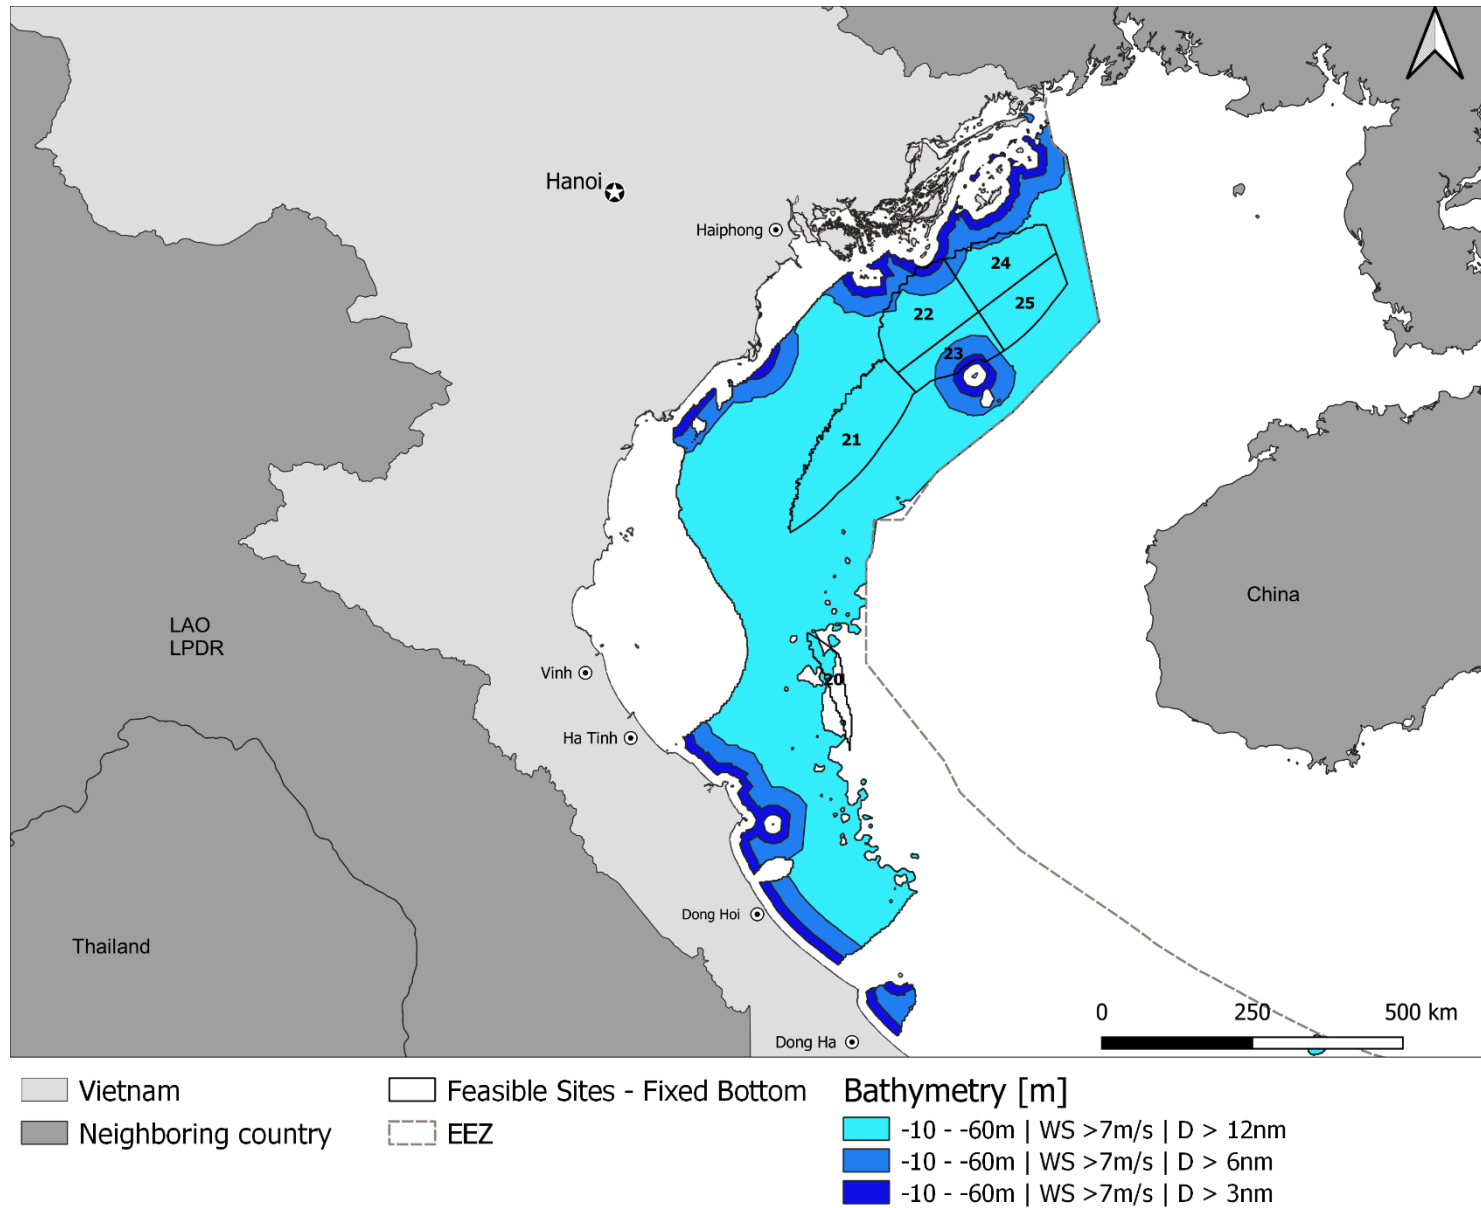 Hanoi
Haiphong
24
25
22
23
21
China
LAO
LPDR
Vinh
20
Ha Tinh
Dong Hoi
Thailand
0 250 500 km
Dong Ha
Vietnam
Neighboring country
Feasible Sites - Fixed Bottom
EEZ
Bathymetry [m]
-10 - -60m | WS >7m/s | D > 12nm
-10 - -60m | WS >7m/s | D > 6nm
-10 - -60m | WS >7m/s | D > 3nm